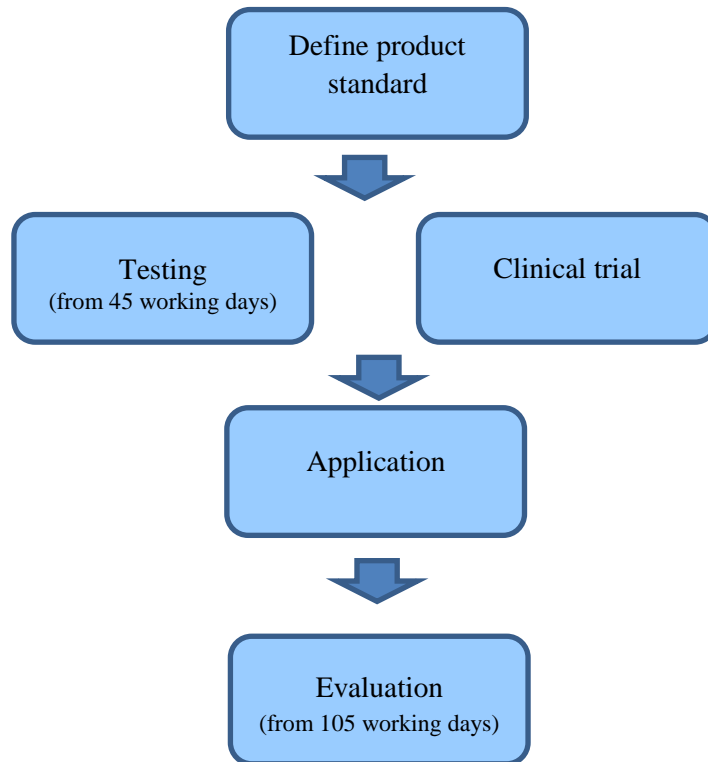 Define product
standard
Testing
(from 45 working days)
Clinical trial
Application
Evaluation
(from 105 working days)